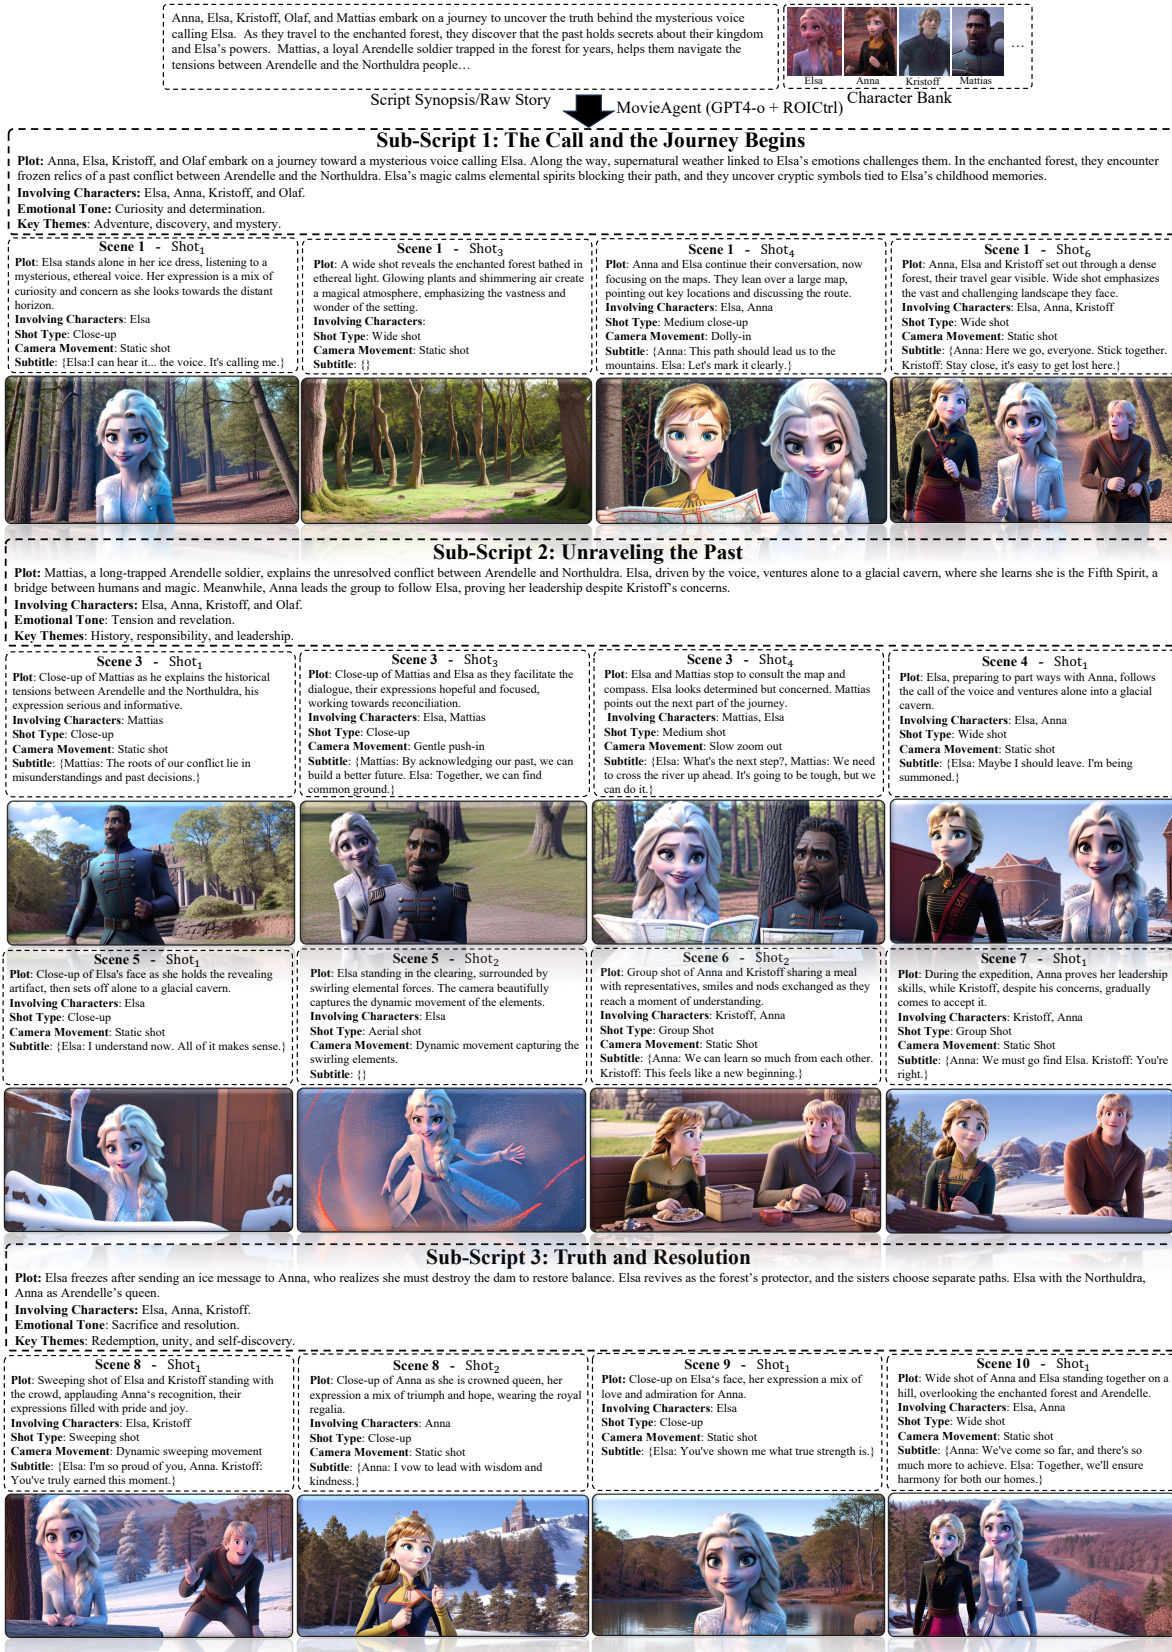 Anna, Elsa, Kristoff, Olaf, and Mattias embark on a journey to uncover the truth behind the mysterious voice
calling Elsa. As they travel to the enchanted forest, they discover that the past holds secrets about their kingdom
and Elsa's powers. Mattias, a loyal Arendelle soldier trapped in the forest for years, helps them navigate the
tensions between Arendelle and the Northuldra people…
Elsa Anna Kristoff Mattias
…
Script Synopsis/Raw Story
MovieAgent (GPT4-o + ROICtrl)
Character Bank
Sub-Script 1: The Call and the Journey Begins
Plot: Anna, Elsa, Kristoff, and Olaf embark on a journey toward a mysterious voice calling Elsa. Along the way, supernatural weather linked to Elsa's emotions challenges them. In the enchanted forest, they encounter
frozen relics of a past conflict between Arendelle and the Northuldra. Elsa's magic calms elemental spirits blocking their path, and they uncover cryptic symbols tied to Elsa's childhood memories.
Involving Characters: Elsa, Anna, Kristoff, and Olaf.
Emotional Tone: Curiosity and determination.
Key Themes: Adventure, discovery, and mystery.
Scene 1 - Shot1
Plot: Elsa stands alone in her ice dress, listening to a
mysterious, ethereal voice. Her expression is a mix of
curiosity and concern as she looks towards the distant
horizon.
Involving Characters: Elsa
Shot Type: Close-up
Camera Movement: Static shot
Subtitle: {Elsa:I can hear it... the voice. It's calling me.}
Scene 1 - Shot3
Plot: A wide shot reveals the enchanted forest bathed in
ethereal light. Glowing plants and shimmering air create
a magical atmosphere, emphasizing the vastness and
wonder of the setting.
Involving Characters:
Shot Type: Wide shot
Camera Movement: Static shot
Subtitle: {}
Scene 1 - Shot4
Plot: Anna and Elsa continue their conversation, now
focusing on the maps. They lean over a large map,
pointing out key locations and discussing the route.
Involving Characters: Elsa, Anna
Shot Type: Medium close-up
Camera Movement: Dolly-in
Subtitle: {Anna: This path should lead us to the
mountains. Elsa: Let's mark it clearly.}
Scene 1 - Shot6
Plot: Anna, Elsa and Kristoff set out through a dense
forest, their travel gear visible. Wide shot emphasizes
the vast and challenging landscape they face.
Involving Characters: Elsa, Anna, Kristoff
Shot Type: Wide shot
Camera Movement: Static shot
Subtitle: {Anna: Here we go, everyone. Stick together.
Kristoff: Stay close, it's easy to get lost here.}
Sub-Script 2: Unraveling the Past
Plot: Mattias, a long-trapped Arendelle soldier, explains the unresolved conflict between Arendelle and Northuldra. Elsa, driven by the voice, ventures alone to a glacial cavern, where she learns she is the Fifth Spirit, a
bridge between humans and magic. Meanwhile, Anna leads the group to follow Elsa, proving her leadership despite Kristoff's concerns.
Involving Characters: Elsa, Anna, Kristoff, and Olaf.
Emotional Tone: Tension and revelation.
Key Themes: History, responsibility, and leadership.
Scene 3 - Shot1
Plot: Close-up of Mattias as he explains the historical
tensions between Arendelle and the Northuldra, his
expression serious and informative.
Involving Characters: Mattias
Shot Type: Close-up
Camera Movement: Static shot
Subtitle: {Mattias: The roots of our conflict lie in
misunderstandings and past decisions.}
Scene 3 - Shot3
Plot: Close-up of Mattias and Elsa as they facilitate the
dialogue, their expressions hopeful and focused,
working towards reconciliation.
Involving Characters: Elsa, Mattias
Shot Type: Close-up
Camera Movement: Gentle push-in
Subtitle: {Mattias: By acknowledging our past, we can
build a better future. Elsa: Together, we can find
common ground.}
Scene 3 - Shot4
Plot: Elsa and Mattias stop to consult the map and
compass. Elsa looks determined but concerned. Mattias
points out the next part of the journey.
Involving Characters: Mattias, Elsa
Shot Type: Medium shot
Camera Movement: Slow zoom out
Subtitle: {Elsa: What's the next step?, Mattias: We need
to cross the river up ahead. It's going to be tough, but we
can do it.}
Scene 4 - Shot1
Plot: Elsa, preparing to part ways with Anna, follows
the call of the voice and ventures alone into a glacial
cavern.
Involving Characters: Elsa, Anna
Shot Type: Wide shot
Camera Movement: Static shot
Subtitle: {Elsa: Maybe I should leave. I'm being
summoned.}
Scene 5 - Shot1
Plot: Close-up of Elsa's face as she holds the revealing
artifact, then sets off alone to a glacial cavern.
Involving Characters: Elsa
Shot Type: Close-up
Camera Movement: Static shot
Subtitle: {Elsa: I understand now. All of it makes sense.}
Scene 5 - Shot2
Plot: Elsa standing in the clearing, surrounded by
swirling elemental forces. The camera beautifully
captures the dynamic movement of the elements.
Involving Characters: Elsa
Shot Type: Aerial shot
Camera Movement: Dynamic movement capturing the
swirling elements.
Subtitle: {}
Scene 6 - Shot2
Plot: Group shot of Anna and Kristoff sharing a meal
with representatives, smiles and nods exchanged as they
reach a moment of understanding.
Involving Characters: Kristoff, Anna
Shot Type: Group Shot
Camera Movement: Static Shot
Subtitle: {Anna: We can learn so much from each other.
Kristoff: This feels like a new beginning.}
Scene 7 - Shot1
Plot: During the expedition, Anna proves her leadership
skills, while Kristoff, despite his concerns, gradually
comes to accept it.
Involving Characters: Kristoff, Anna
Shot Type: Group Shot
Camera Movement: Static Shot
Subtitle: {Anna: We must go find Elsa. Kristoff: You're
right.}
Sub-Script 3: Truth and Resolution
Plot: Elsa freezes after sending an ice message to Anna, who realizes she must destroy the dam to restore balance. Elsa revives as the forest's protector, and the sisters choose separate paths. Elsa with the Northuldra,
Anna as Arendelle's queen.
Involving Characters: Elsa, Anna, Kristoff.
Emotional Tone: Sacrifice and resolution.
Key Themes: Redemption, unity, and self-discovery.
Scene 8 - Shot1
Plot: Sweeping shot of Elsa and Kristoff standing with
the crowd, applauding Anna's recognition, their
expressions filled with pride and joy.
Involving Characters: Elsa, Kristoff
Shot Type: Sweeping shot
Camera Movement: Dynamic sweeping movement
Subtitle: {Elsa: I'm so proud of you, Anna. Kristoff:
You've truly earned this moment.}
Scene 8 - Shot2
Plot: Close-up of Anna as she is crowned queen, her
expression a mix of triumph and hope, wearing the royal
regalia.
Involving Characters: Anna
Shot Type: Close-up
Camera Movement: Static shot
Subtitle: {Anna: I vow to lead with wisdom and
kindness.}
Scene 9 - Shot1
Plot: Close-up on Elsa's face, her expression a mix of
love and admiration for Anna.
Involving Characters: Elsa
Shot Type: Close-up
Camera Movement: Static shot
Subtitle: {Elsa: You've shown me what true strength is.}
Scene 10 - Shot1
Plot: Wide shot of Anna and Elsa standing together on a
hill, overlooking the enchanted forest and Arendelle.
Involving Characters: Elsa, Anna
Shot Type: Wide shot
Camera Movement: Static shot
Subtitle: {Anna: We've come so far, and there's so
much more to achieve. Elsa: Together, we'll ensure
harmony for both our homes.}